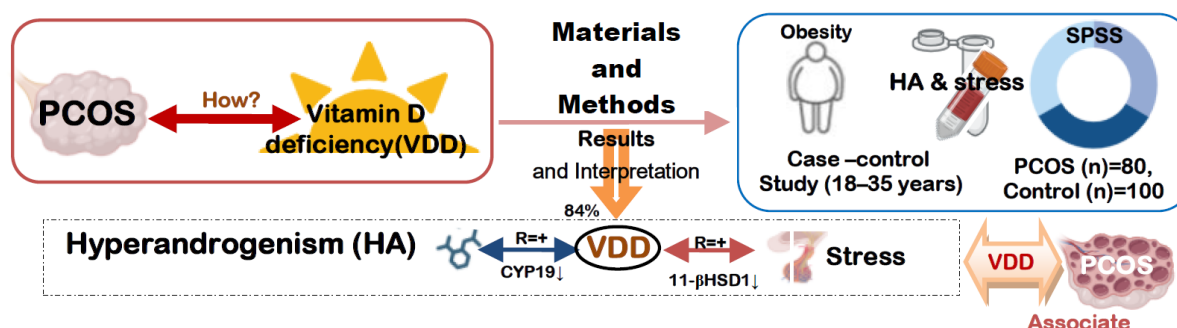 PCOS
How?
Vitamin D
deficiency(VDD)
Materials
and
Methods
Results
and Interpretation
Obesity
HA & stress
SPSS
Case –control
Study (18–35 years)
PCOS (n)=80,
Control (n)=100
84%
Hyperandrogenism (HA)
R=+
CYP19↓
VDD
R=+
11-βHSD1↓
Stress
VDD
PCOS
Associate